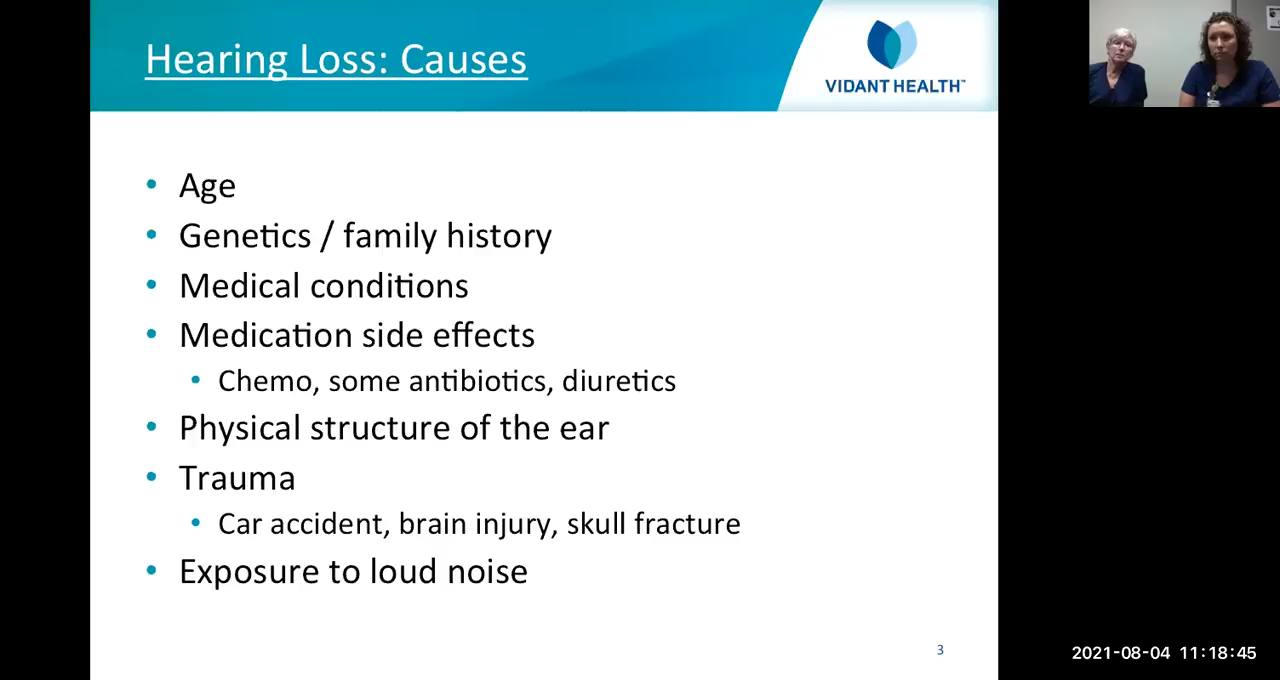 Hearing Loss: Causes
VIDANT HEALTH™
• Age
• Genetics / family history
• Medical conditions
• Medication side effects
• Chemo, some antibiotics, diuretics
• Physical structure of the ear
• Trauma
• Car accident, brain injury, skull fracture
• Exposure to loud noise
3
2021-08-04 11:18:45